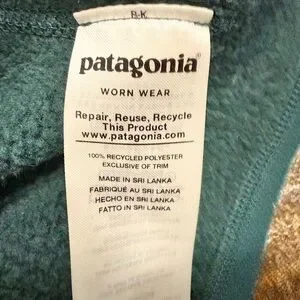 patagonia®
WORN WEAR
Repair, Reuse, Recycle
This Product
www.patagonia.com
100% RECYCLED POLYESTER
EXCLUSIVE OF TRIM
MADE IN SRI LANKA
FABRIQUÉ AU SRI LANKA
HECHO EN SRI LANKA
FATTO IN SRI LANKA